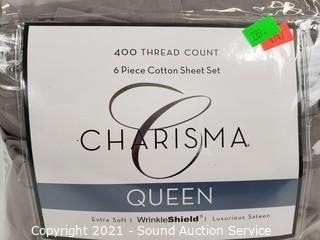 400 THREAD COUNT
6 Piece Cotton Sheet Set
C
CHARISMA®
QUEEN
Extra Soft | WrinkleShield® | Luxurious Sateen
Copyright 2021 - Sound Auction Service